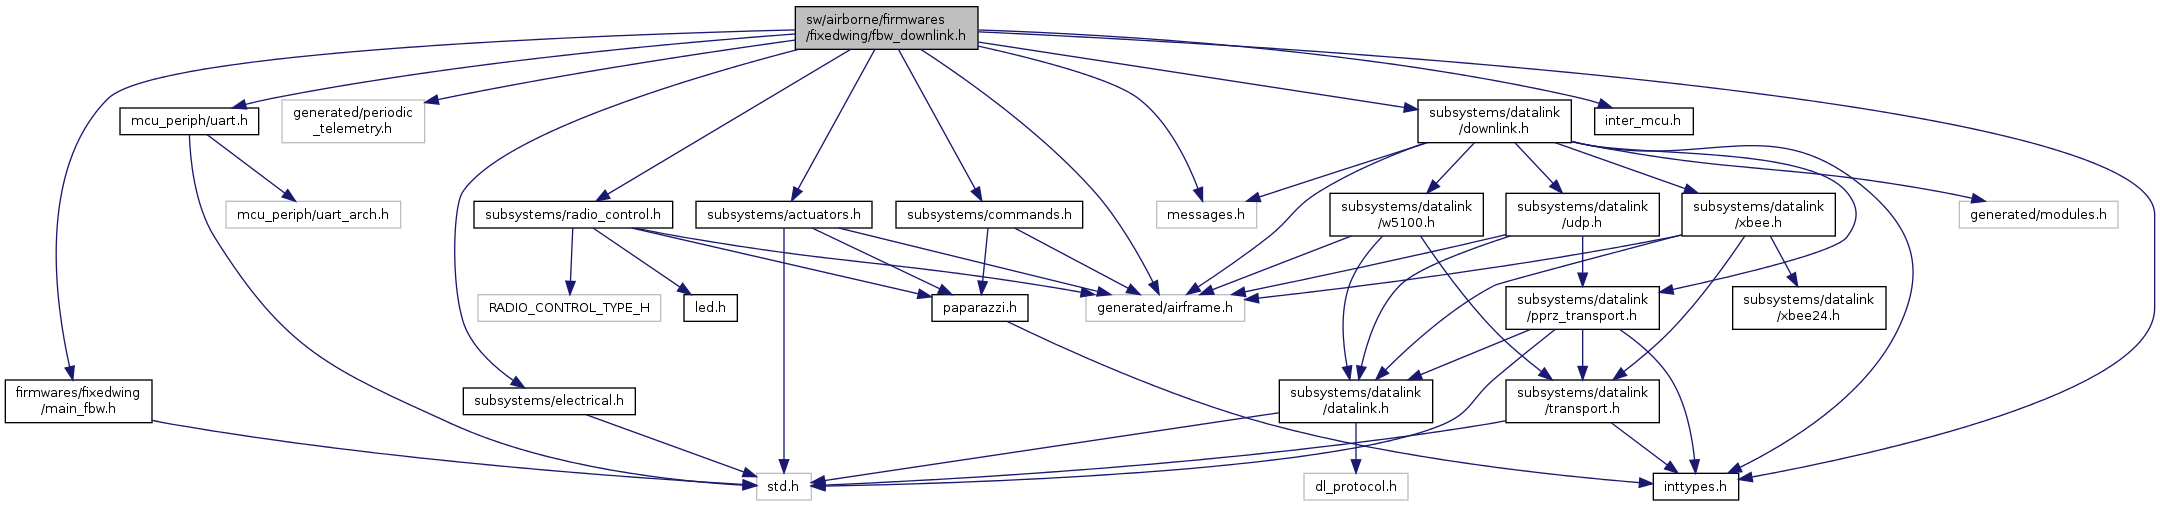 sw/airborne/firmwares
/fixedwing/fbw_downlink.h
mcu_periph/uart.h
generated/periodic
_telemetry.h
subsystems/datalink
/downlink.h
inter_mcu.h
mcu_periph/uart_arch.h
subsystems/radio_control.h
subsystems/actuators.h
subsystems/commands.h
messages.h
subsystems/datalink
/w5100.h
subsystems/datalink
/udp.h
subsystems/datalink
/xbee.h
generated/modules.h
RADIO_CONTROL_TYPE_H
led.h
paparazzi.h
generated/airframe.h
subsystems/datalink
/pprz_transport.h
subsystems/datalink
/xbee24.h
firmwares/fixedwing
/main_fbw.h
subsystems/electrical.h
subsystems/datalink
/datalink.h
subsystems/datalink
/transport.h
std.h
dl_protocol.h
inttypes.h